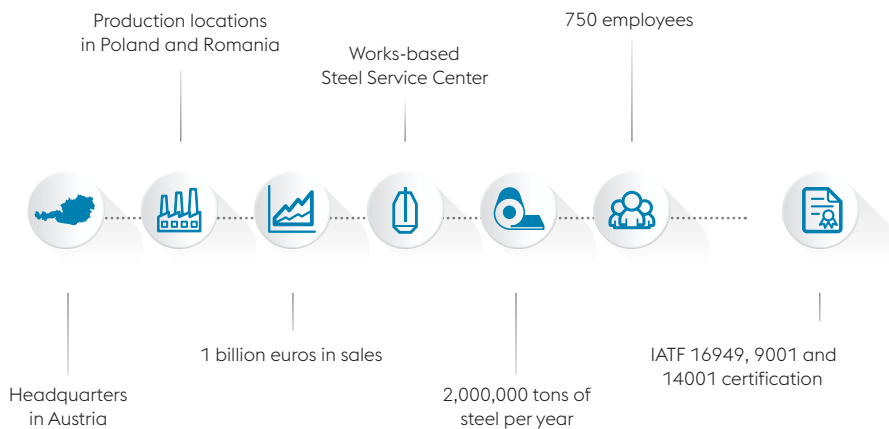 Production locations
in Poland and Romania
Works-based
Steel Service Center
750 employees
Headquarters
in Austria
1 billion euros in sales
2,000,000 tons of
steel per year
IATF 16949, 9001 and
14001 certification